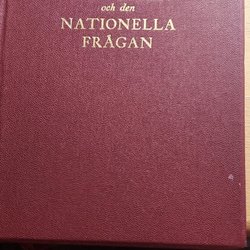 och den
NATIONELLA
FRÅGAN